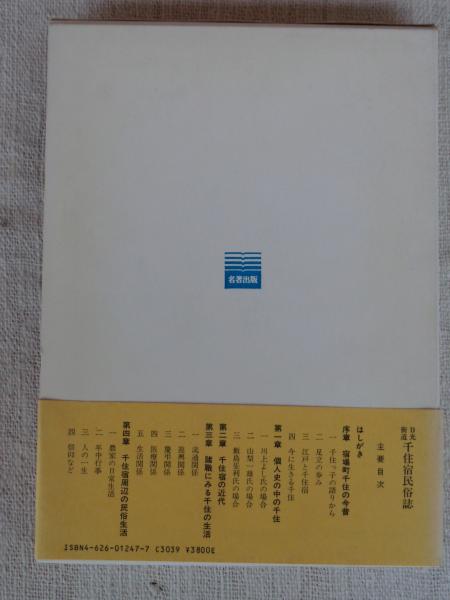 名著出版
日光
街道 千住宿民俗誌
主要目次
はしがき
序章 宿場町千住の今昔
一 千住っ子の語りから
二 足立の歩み
三 江戸と千住宿
四 今に生きる千住
第一章 個人史の中の千住
一 川上よし氏の場合
二 山梨一雄氏の場合
三 飯島星利氏の場合
第二章 千住宿の近代
第三章 諸職にみる千住の生活
一 流通関係
二 遊興関係
三 慶弔関係
四 医療関係
五 生活関係
第四章 千住宿周辺の民俗生活
一 農家の日常生活
二 年中行事
三 人の一生
四 信仰など
ISBN4-626-01247-7 C3039 ¥3800E